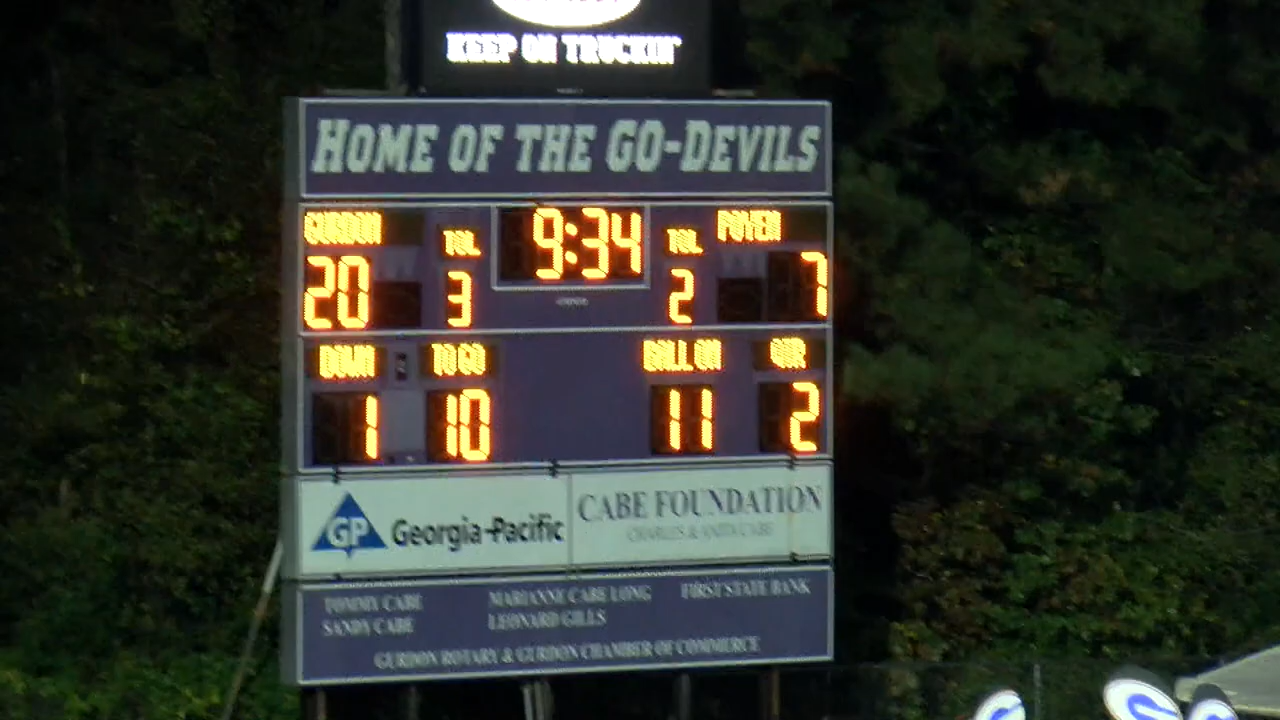 KEEP ON TRUCKIN'
HOME OF THE GO-DEVILS
GURDON TOL 9:34 TOL POYEN
20 3 2 7
DOWN TO GO BALL ON QTR
1 10 11 2
GP Georgia-Pacific
CABE FOUNDATION
CHARLES & ANITA CABE
TOMMY CABE MARIANNE CABE LONG FIRST STATE BANK
SANDY CABE LEONARD GILLS
GURDON ROTARY & GURDON CHAMBER OF COMMERCE